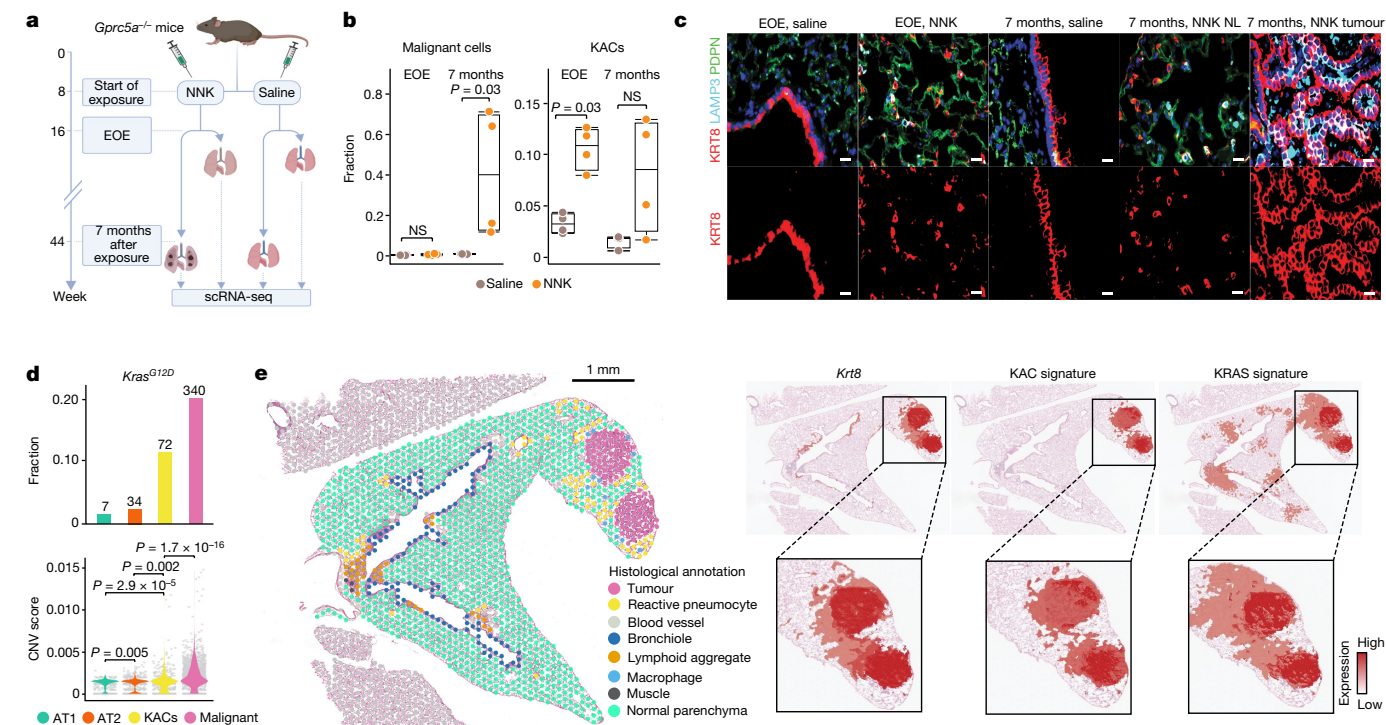 a
Gprc5a–/– mice
0
Start of
exposure
8
NNK
Saline
16
EOE
7 months
after
exposure
44
Week
scRNA-seq
b
Malignant cells
KACs
EOE
7 months
EOE
7 months
P = 0.03
P = 0.03
NS
NS
Fraction
0.8
0.6
0.4
0.2
0
0.15
0.10
0.05
0
Saline
NNK
c
EOE, saline
EOE, NNK
7 months, saline
7 months, NNK NL
7 months, NNK tumour
KRT8 LAMP3 PDPN
KRT8
d
KrasG12D
340
0.20
72
0.10
Fraction
34
7
0
P = 1.7 × 10–16
0.015
P = 0.002
P = 2.9 × 10–5
0.010
CNV score
0.005
P = 0.005
0
AT1
AT2
KACs
Malignant
e
1 mm
Histological annotation
Tumour
Reactive pneumocyte
Blood vessel
Bronchiole
Lymphoid aggregate
Macrophage
Muscle
Normal parenchyma
Krt8
KAC signature
KRAS signature
Expression
High
Low